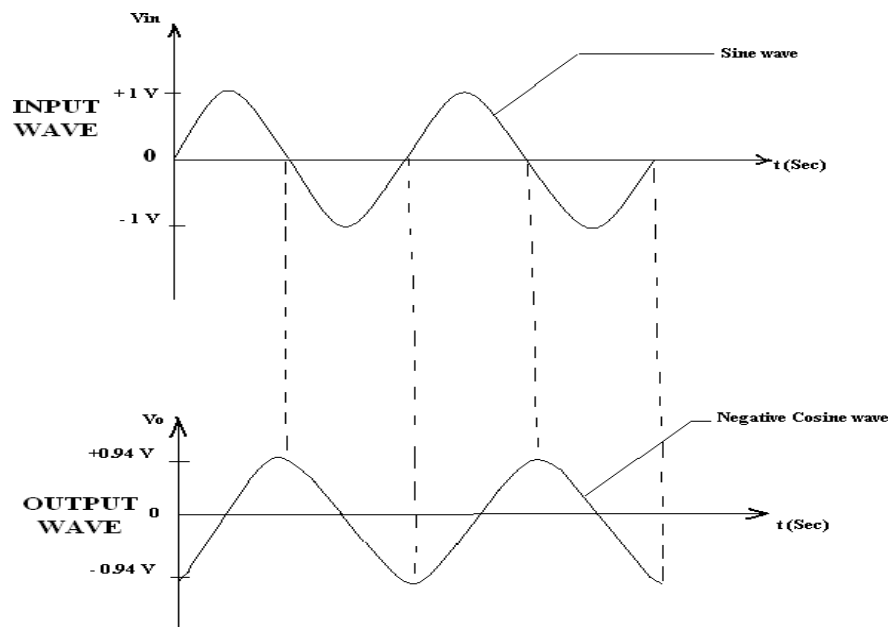 Vin
Sine wave
+1 V
INPUT
WAVE
0
t (Sec)
- 1 V
Vo
Negative Cosine wave
+0.94 V
OUTPUT
WAVE
0
t (Sec)
- 0.94 V